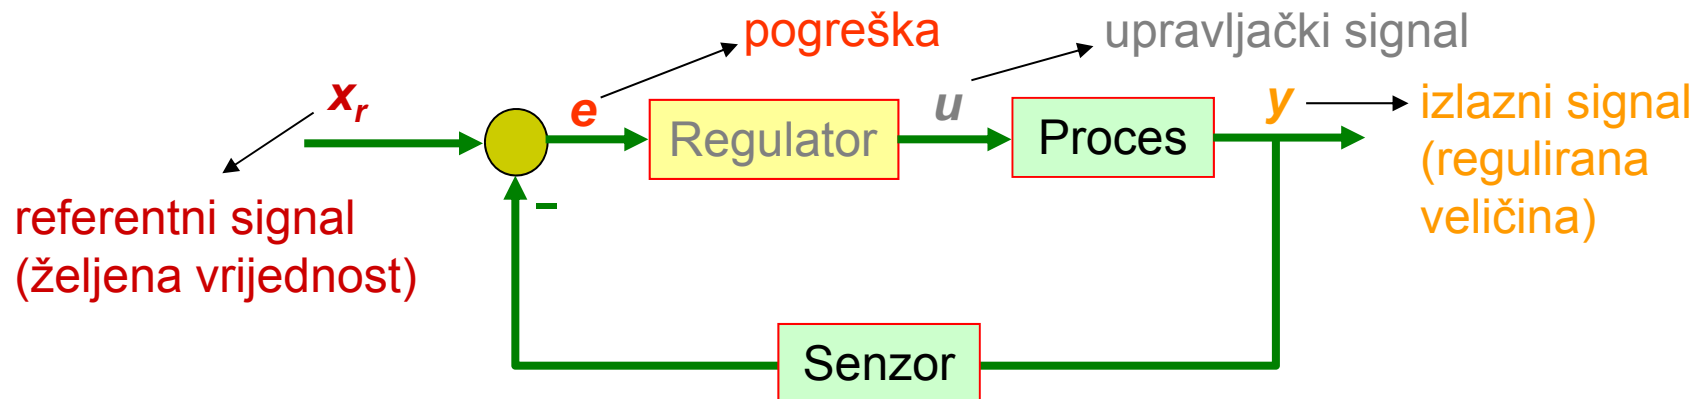 pogreška
upravljački signal
x_r
e
u
y
izlazni signal
(regulirana
veličina)
Regulator
Proces
–
referentni signal
(željena vrijednost)
Senzor